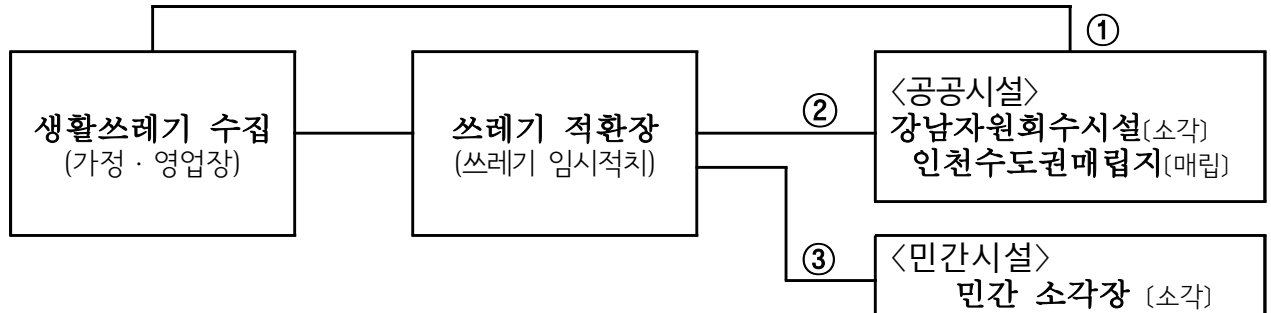 ①
생활쓰레기 수집
(가정 · 영업장)
쓰레기 적환장
(쓰레기 임시적치)
②
〈공공시설〉
강남자원회수시설〔소각〕
인천수도권매립지〔매립〕
③
〈민간시설〉
민간 소각장 〔소각〕